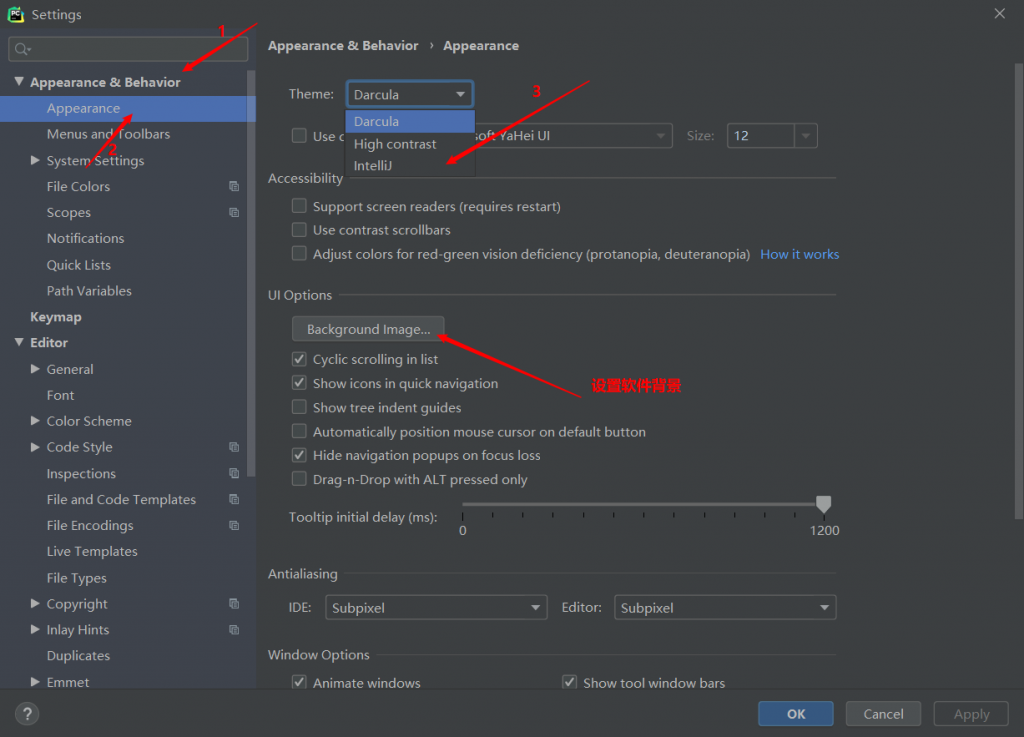 PC Settings
1
Appearance & Behavior › Appearance
Appearance & Behavior
Appearance
Menus and Toolbars
2
System Settings
File Colors
Scopes
Notifications
Quick Lists
Path Variables
Keymap
Editor
General
Font
Color Scheme
Code Style
Inspections
File and Code Templates
File Encodings
Live Templates
File Types
Copyright
Inlay Hints
Duplicates
Emmet
Theme: Darcula
3
Darcula
High contrast
IntelliJ
Use c soft YaHei UI Size: 12
Accessibility
Support screen readers (requires restart)
Use contrast scrollbars
Adjust colors for red-green vision deficiency (protanopia, deuteranopia) How it works
UI Options
Background Image...
设置软件背景
Cyclic scrolling in list
Show icons in quick navigation
Show tree indent guides
Automatically position mouse cursor on default button
Hide navigation popups on focus loss
Drag-n-Drop with ALT pressed only
Tooltip initial delay (ms):
0 1200
Antialiasing
IDE: Subpixel Editor: Subpixel
Window Options
Animate windows Show tool window bars
? OK Cancel Apply